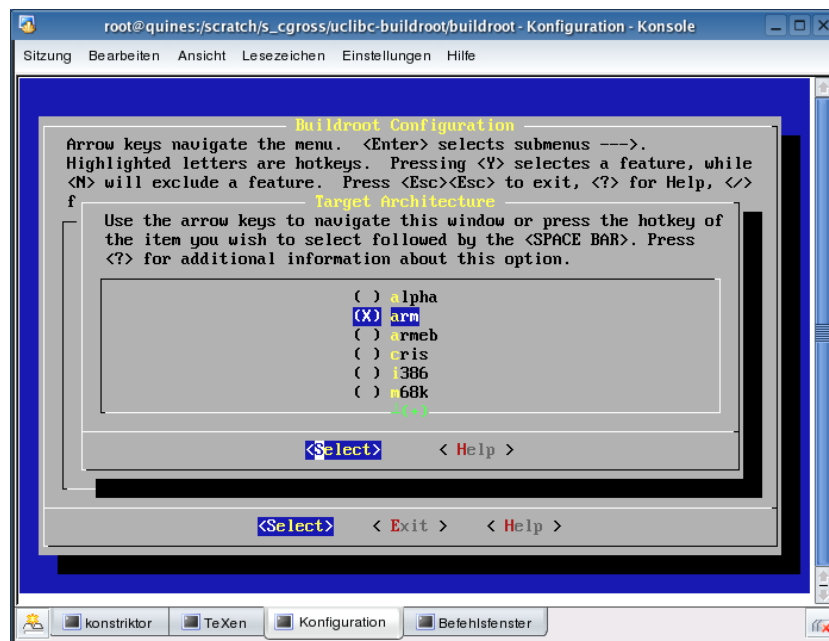 root@quines:/scratch/s_cgross/uclibc-buildroot/buildroot - Konfiguration - Konsole
Sitzung Bearbeiten Ansicht Lesezeichen Einstellungen Hilfe
Buildroot Configuration
Arrow keys navigate the menu. <Enter> selects submenus --->.
Highlighted letters are hotkeys. Pressing <Y> selectes a feature, while
<N> will exclude a feature. Press <Esc><Esc> to exit, <?> for Help, </>
f
Target Architecture
Use the arrow keys to navigate this window or press the hotkey of
the item you wish to select followed by the <SPACE BAR>. Press
<?> for additional information about this option.
( ) alpha
(X) arm
( ) armeb
( ) cris
( ) i386
( ) m68k
<Select> < Help >
<Select> < Exit > < Help >
konstriktor TeXen Konfiguration Befehlsfenster